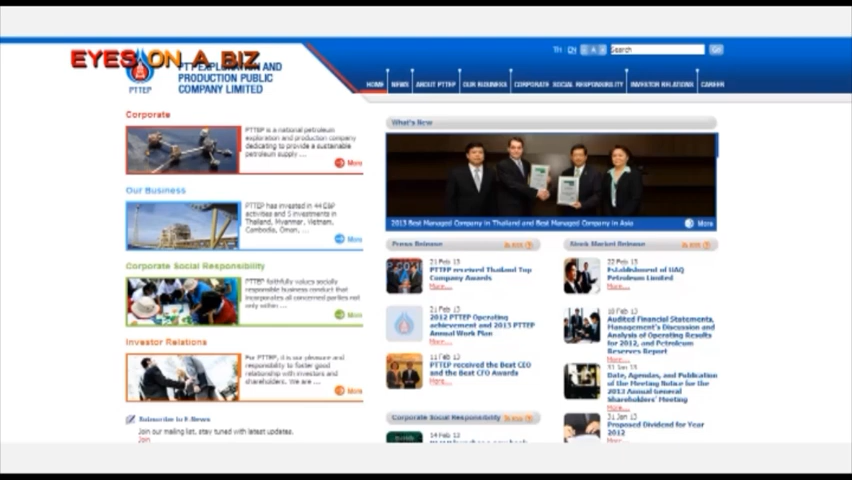 EYES ON A BIZ
PTT EXPLORATION AND
PRODUCTION PUBLIC
COMPANY LIMITED
PTTEP
TH
EN
A
Search
Go
HOME
NEWS
ABOUT PTTEP
OUR BUSINESS
CORPORATE SOCIAL RESPONSIBILITY
INVESTOR RELATIONS
CAREER
Corporate
PTTEP is a national petroleum
exploration and production company
dedicating to provide a sustainable
petroleum supply ...
More
Our Business
PTTEP has invested in 44 E&P
activities and 5 investments in
Thailand, Myanmar, Vietnam,
Cambodia, Oman, ...
More
Corporate Social Responsibility
PTTEP faithfully values socially
responsible business conduct that
incorporates all concerned parties not
only within ...
More
Investor Relations
For PTTEP, it is our pleasure and
responsibility to foster good
relationship with investors and
shareholders. We are ...
More
Subscribe to E-News
Join our mailing list, stay tuned with latest updates.
Join
What's New
2013 Best Managed Company in Thailand and Best Managed Company in Asia
More
Press Release
RSS
21 Feb 13
PTTEP received Thailand Top
Company Awards
More...
21 Feb 13
2012 PTTEP Operating
achievement and 2013 PTTEP
Annual Work Plan
More...
11 Feb 13
PTTEP received the Best CEO
and the Best CFO Awards
More...
Corporate Social Responsibility
RSS
14 Feb 13
Stock Market Release
RSS
22 Feb 13
Establishment of UAQ
Petroleum Limited
More...
18 Feb 13
Audited Financial Statements,
Management's Discussion and
Analysis of Operating Results
for 2012, and Petroleum
Reserves Report
More...
31 Jan 13
Date, Agendas, and Publication
of the Meeting Notice for the
2013 Annual General
Shareholders' Meeting
More...
31 Jan 13
Proposed Dividend for Year
2012
More...